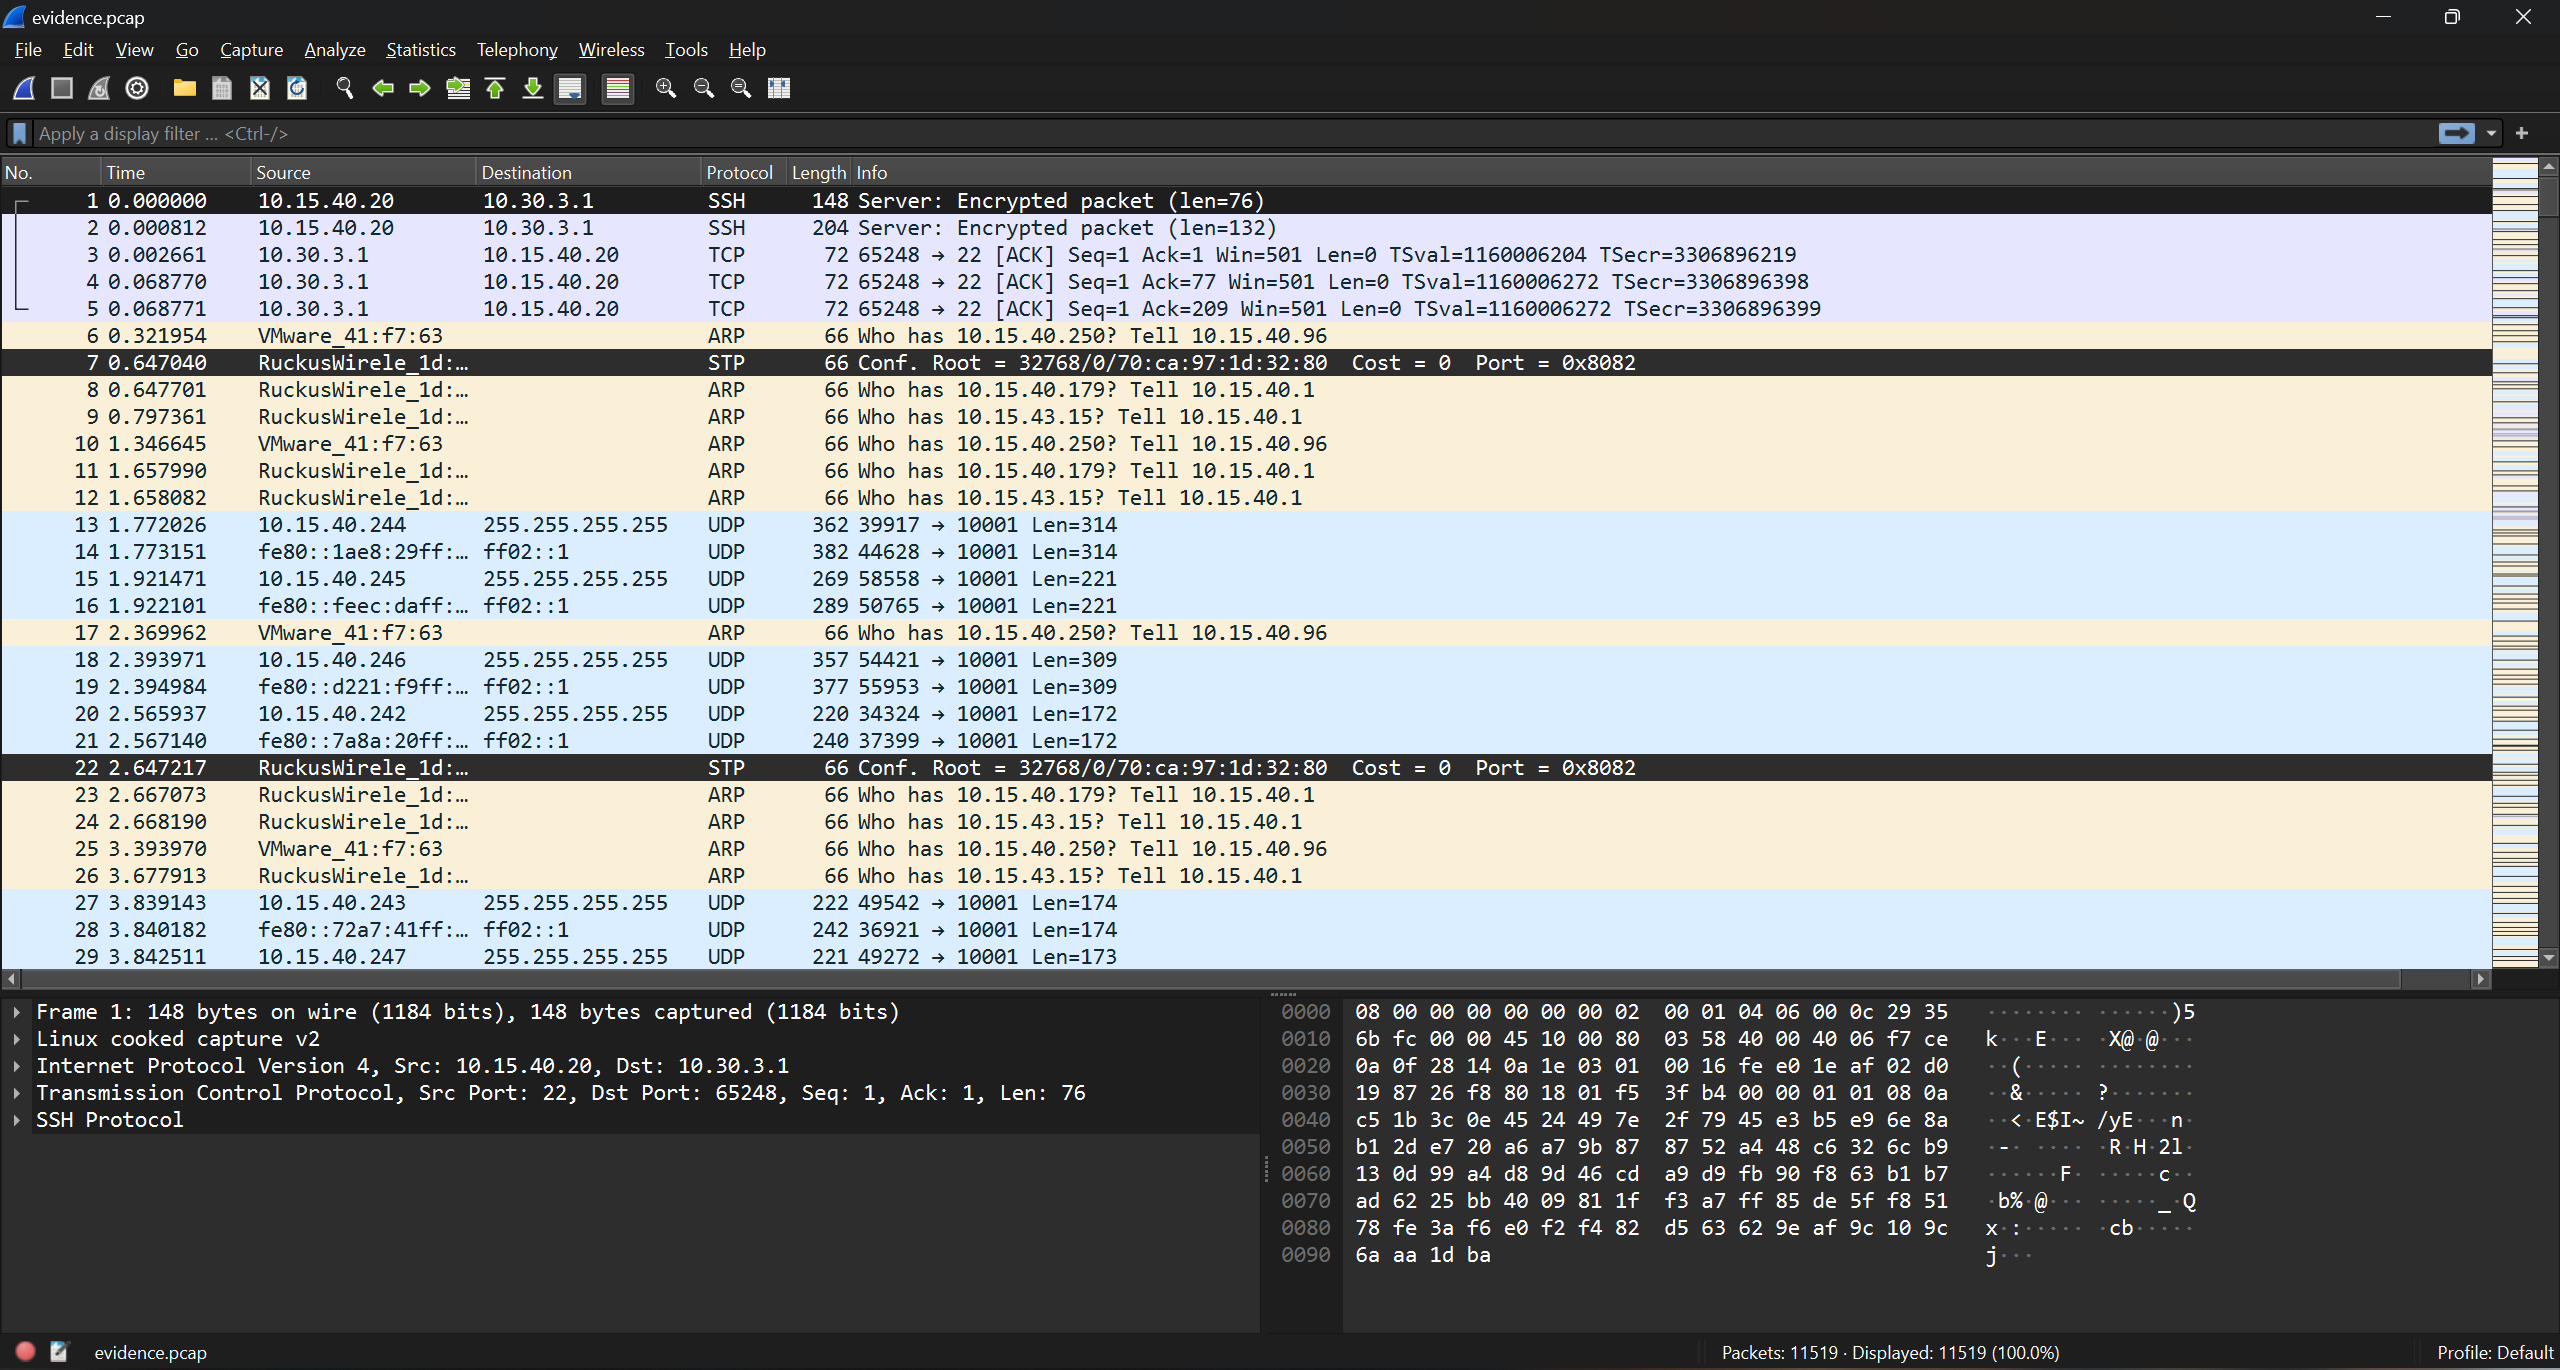 evidence.pcap
File Edit View Go Capture Analyze Statistics Telephony Wireless Tools Help
Apply a display filter ... <Ctrl-/>
No. Time Source Destination Protocol Length Info
1 0.000000 10.15.40.20 10.30.3.1 SSH 148 Server: Encrypted packet (len=76)
2 0.000812 10.15.40.20 10.30.3.1 SSH 204 Server: Encrypted packet (len=132)
3 0.002661 10.30.3.1 10.15.40.20 TCP 72 65248 → 22 [ACK] Seq=1 Ack=1 Win=501 Len=0 TSval=1160006204 TSecr=3306896219
4 0.068770 10.30.3.1 10.15.40.20 TCP 72 65248 → 22 [ACK] Seq=1 Ack=77 Win=501 Len=0 TSval=1160006272 TSecr=3306896398
5 0.068771 10.30.3.1 10.15.40.20 TCP 72 65248 → 22 [ACK] Seq=1 Ack=209 Win=501 Len=0 TSval=1160006272 TSecr=3306896399
6 0.321954 VMware_41:f7:63 ARP 66 Who has 10.15.40.250? Tell 10.15.40.96
7 0.647040 RuckusWirele_1d:… STP 66 Conf. Root = 32768/0/70:ca:97:1d:32:80 Cost = 0 Port = 0x8082
8 0.647701 RuckusWirele_1d:… ARP 66 Who has 10.15.40.179? Tell 10.15.40.1
9 0.797361 RuckusWirele_1d:… ARP 66 Who has 10.15.43.15? Tell 10.15.40.1
10 1.346645 VMware_41:f7:63 ARP 66 Who has 10.15.40.250? Tell 10.15.40.96
11 1.657990 RuckusWirele_1d:… ARP 66 Who has 10.15.40.179? Tell 10.15.40.1
12 1.658082 RuckusWirele_1d:… ARP 66 Who has 10.15.43.15? Tell 10.15.40.1
13 1.772026 10.15.40.244 255.255.255.255 UDP 362 39917 → 10001 Len=314
14 1.773151 fe80::1ae8:29ff:… ff02::1 UDP 382 44628 → 10001 Len=314
15 1.921471 10.15.40.245 255.255.255.255 UDP 269 58558 → 10001 Len=221
16 1.922101 fe80::feec:daff:… ff02::1 UDP 289 50765 → 10001 Len=221
17 2.369962 VMware_41:f7:63 ARP 66 Who has 10.15.40.250? Tell 10.15.40.96
18 2.393971 10.15.40.246 255.255.255.255 UDP 357 54421 → 10001 Len=309
19 2.394984 fe80::d221:f9ff:… ff02::1 UDP 377 55953 → 10001 Len=309
20 2.565937 10.15.40.242 255.255.255.255 UDP 220 34324 → 10001 Len=172
21 2.567140 fe80::7a8a:20ff:… ff02::1 UDP 240 37399 → 10001 Len=172
22 2.647217 RuckusWirele_1d:… STP 66 Conf. Root = 32768/0/70:ca:97:1d:32:80 Cost = 0 Port = 0x8082
23 2.667073 RuckusWirele_1d:… ARP 66 Who has 10.15.40.179? Tell 10.15.40.1
24 2.668190 RuckusWirele_1d:… ARP 66 Who has 10.15.43.15? Tell 10.15.40.1
25 3.393970 VMware_41:f7:63 ARP 66 Who has 10.15.40.250? Tell 10.15.40.96
26 3.677913 RuckusWirele_1d:… ARP 66 Who has 10.15.43.15? Tell 10.15.40.1
27 3.839143 10.15.40.243 255.255.255.255 UDP 222 49542 → 10001 Len=174
28 3.840182 fe80::72a7:41ff:… ff02::1 UDP 242 36921 → 10001 Len=174
29 3.842511 10.15.40.247 255.255.255.255 UDP 221 49272 → 10001 Len=173
Frame 1: 148 bytes on wire (1184 bits), 148 bytes captured (1184 bits)
Linux cooked capture v2
Internet Protocol Version 4, Src: 10.15.40.20, Dst: 10.30.3.1
Transmission Control Protocol, Src Port: 22, Dst Port: 65248, Seq: 1, Ack: 1, Len: 76
SSH Protocol
0000 08 00 00 00 00 00 00 02 00 01 04 06 00 0c 29 35 ········ ······)5
0010 6b fc 00 00 45 10 00 80 03 58 40 00 40 06 f7 ce k···E··· ·X@·@···
0020 0a 0f 28 14 0a 1e 03 01 00 16 fe e0 1e af 02 d0 ··(····· ········
0030 19 87 26 f8 80 18 01 f5 3f b4 00 00 01 01 08 0a ··&····· ?·······
0040 c5 1b 3c 0e 45 24 49 7e 2f 79 45 e3 b5 e9 6e 8a ··<·E$I~ /yE···n·
0050 b1 2d e7 20 a6 a7 9b 87 87 52 a4 48 c6 32 6c b9 ·-· ···· ·R·H·2l·
0060 13 0d 99 a4 d8 9d 46 cd a9 d9 fb 90 f8 63 b1 b7 ······F· ·····c··
0070 ad 62 25 bb 40 09 81 1f f3 a7 ff 85 de 5f f8 51 ·b%·@··· ·····_·Q
0080 78 fe 3a f6 e0 f2 f4 82 d5 63 62 9e af 9c 10 9c x·:····· ·cb·····
0090 6a aa 1d ba j···
evidence.pcap
Packets: 11519 · Displayed: 11519 (100.0%)
Profile: Default